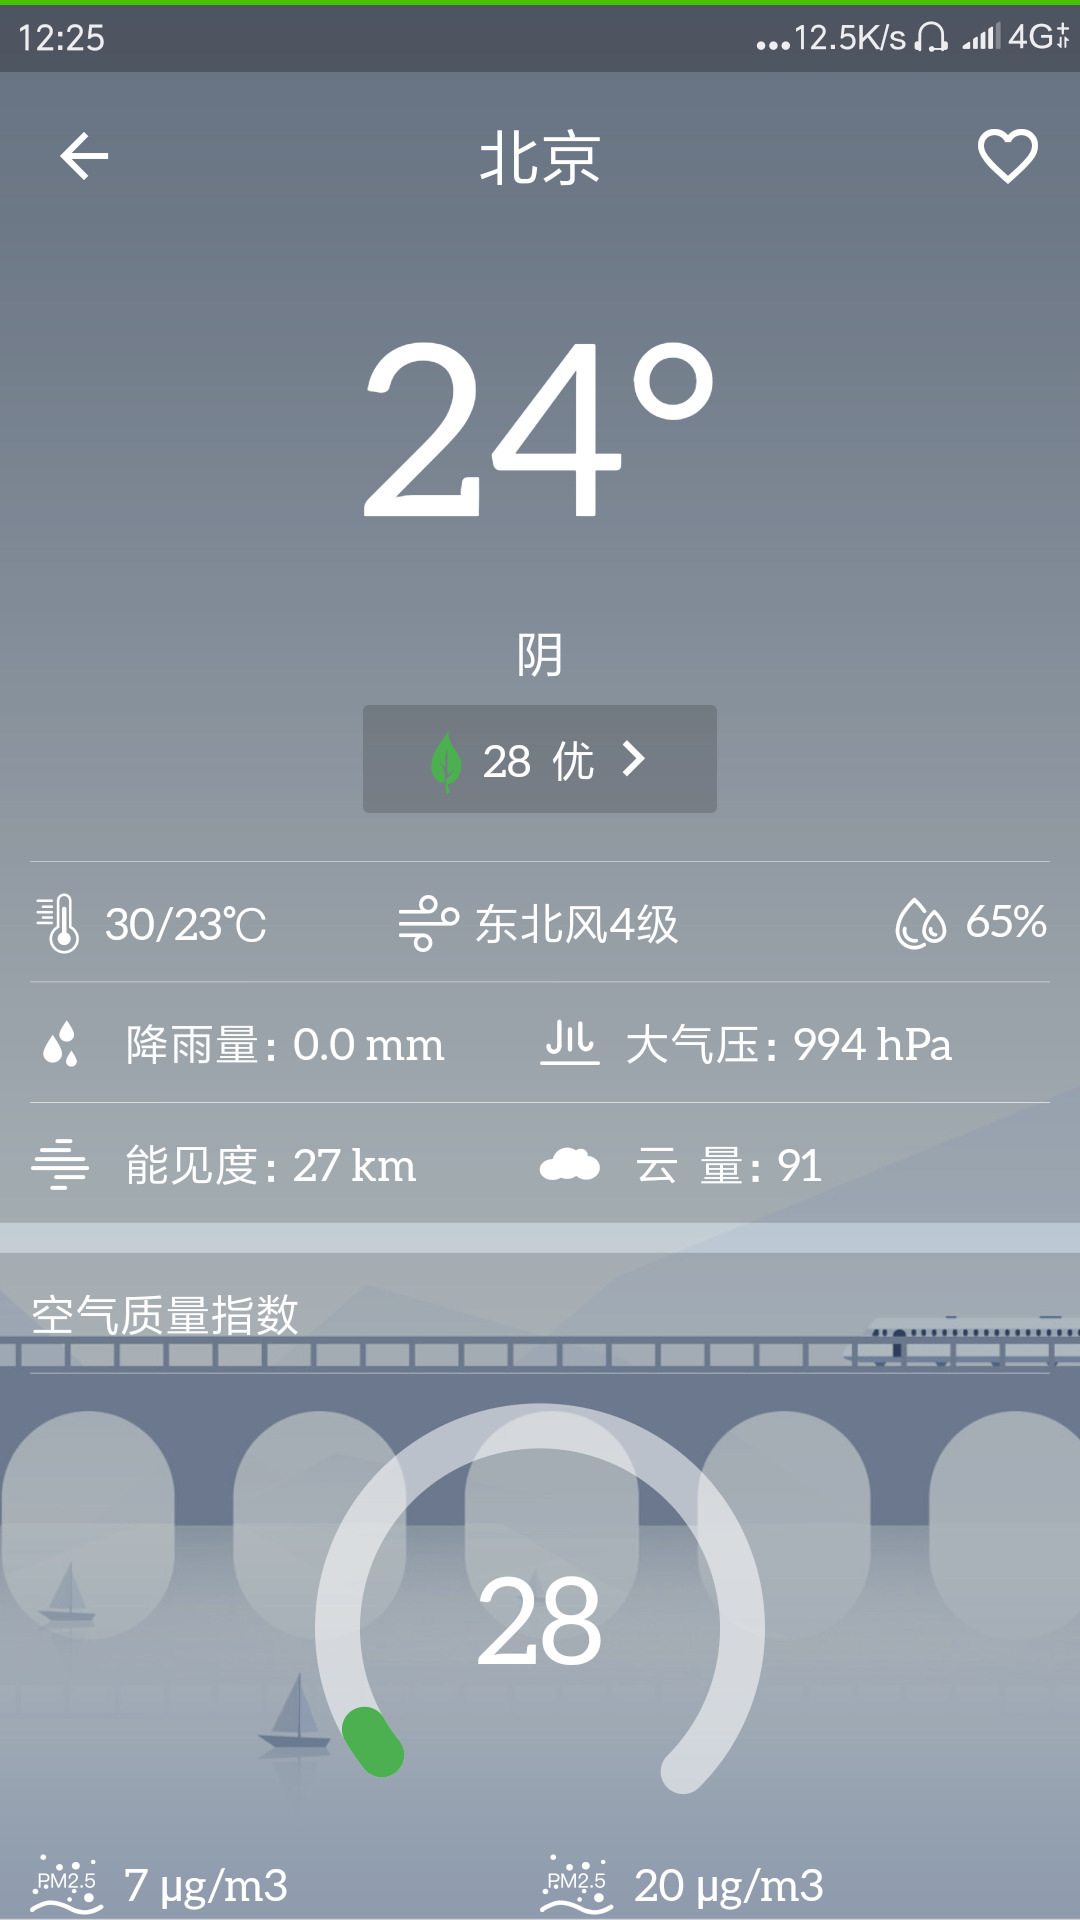 12:25 ...12.5K/s 4G
北京
24°
阴
28 优
30/23℃ 东北风4级 65%
降雨量: 0.0 mm 大气压: 994 hPa
能见度: 27 km 云 量: 91
空气质量指数
28
PM2.5 7 µg/m3 PM2.5 20 µg/m3